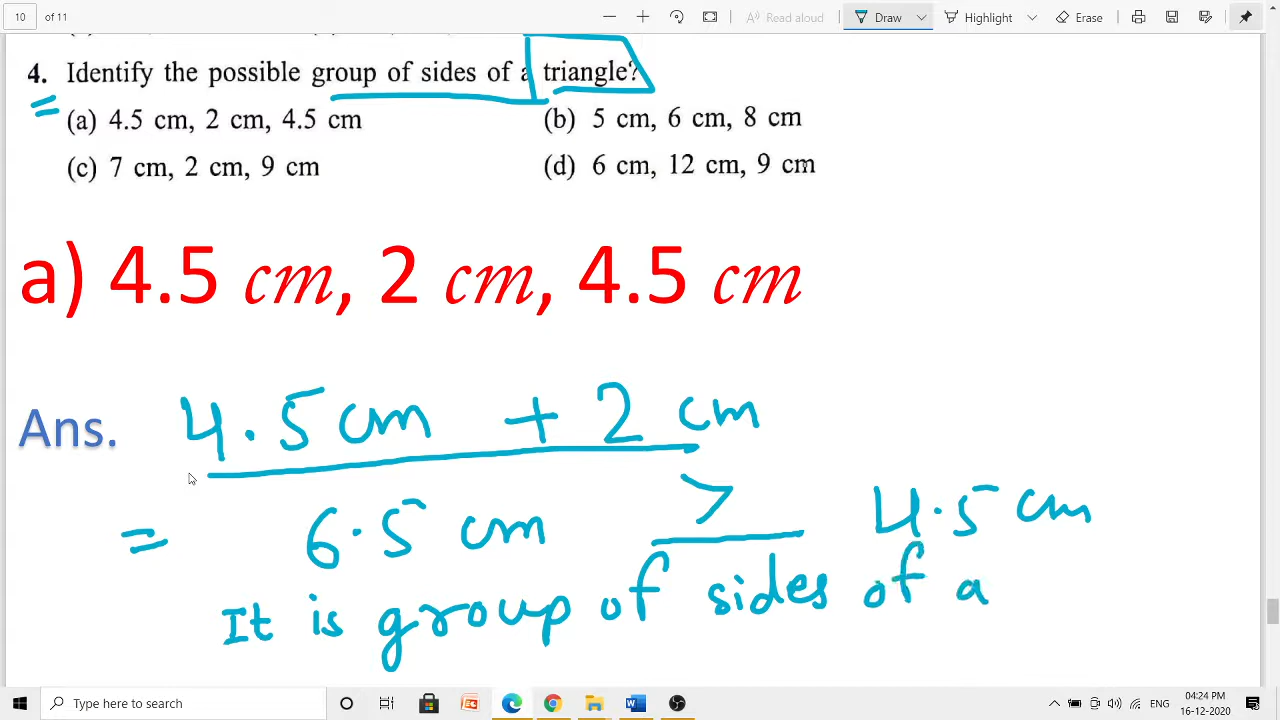 10 of 11
Read aloud Draw Highlight Erase
4. Identify the possible group of sides of a triangle?
(a) 4.5 cm, 2 cm, 4.5 cm (b) 5 cm, 6 cm, 8 cm
(c) 7 cm, 2 cm, 9 cm (d) 6 cm, 12 cm, 9 cm
a) 4.5 cm, 2 cm, 4.5 cm
Ans. 4.5 cm + 2 cm
= 6.5 cm > 4.5 cm
It is group of sides of a
Type here to search
ENG
04:24 PM
16-12-2020